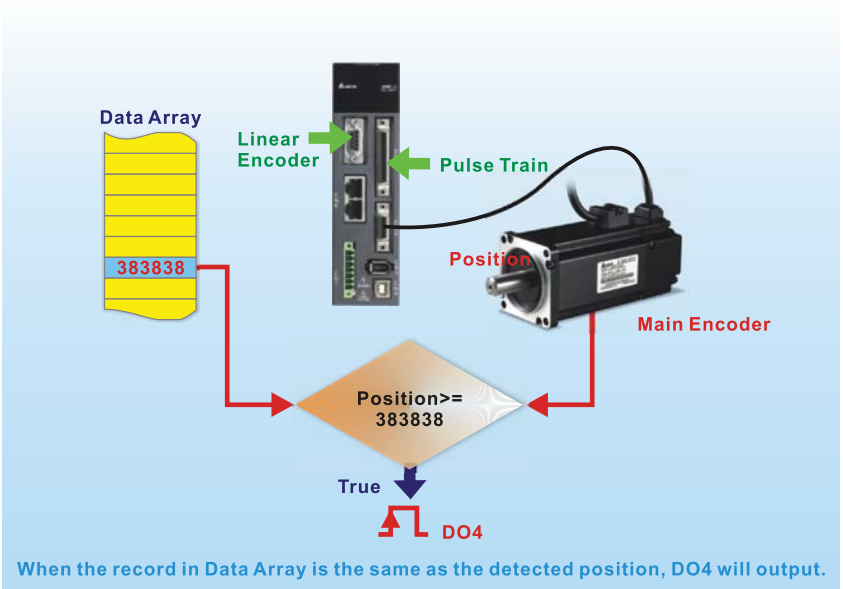 Data Array
Linear
Encoder
Pulse Train
383838
Position
Main Encoder
Position>=
383838
True
DO4
When the record in Data Array is the same as the detected position, DO4 will output.